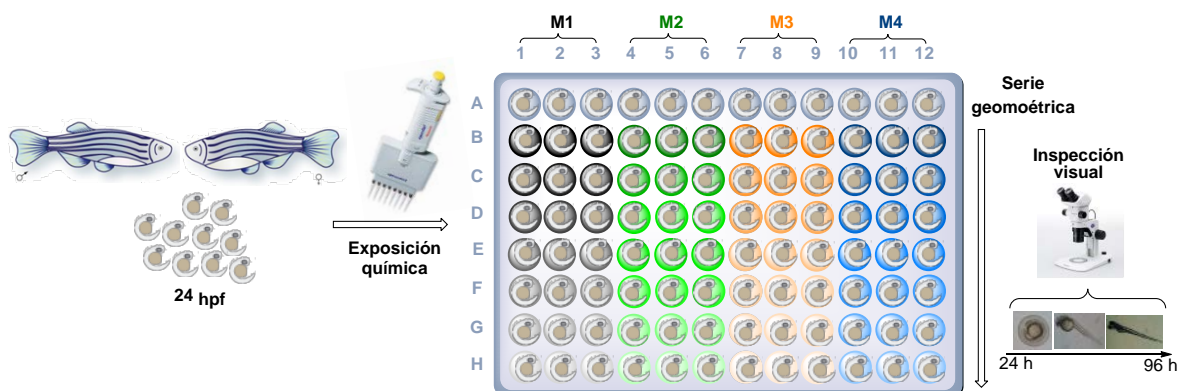 M1 M2 M3 M4
1 2 3 4 5 6 7 8 9 10 11 12
A
B
C
D
E
F
G
H
♂
♀
24 hpf
Exposición
química
Serie
geomoétrica
Inspección
visual
24 h
96 h